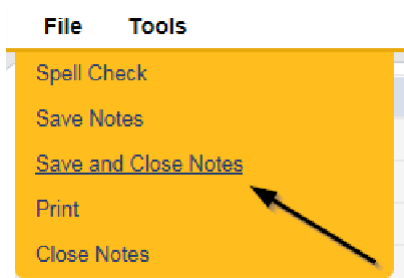 File Tools
Spell Check
Save Notes
Save and Close Notes
Print
Close Notes